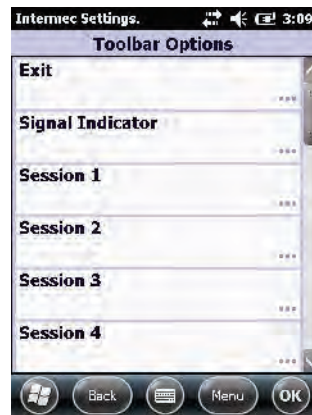 Intermec Settings. 3:09
Toolbar Options
Exit
...
Signal Indicator
...
Session 1
...
Session 2
...
Session 3
...
Session 4
...
Back Menu OK